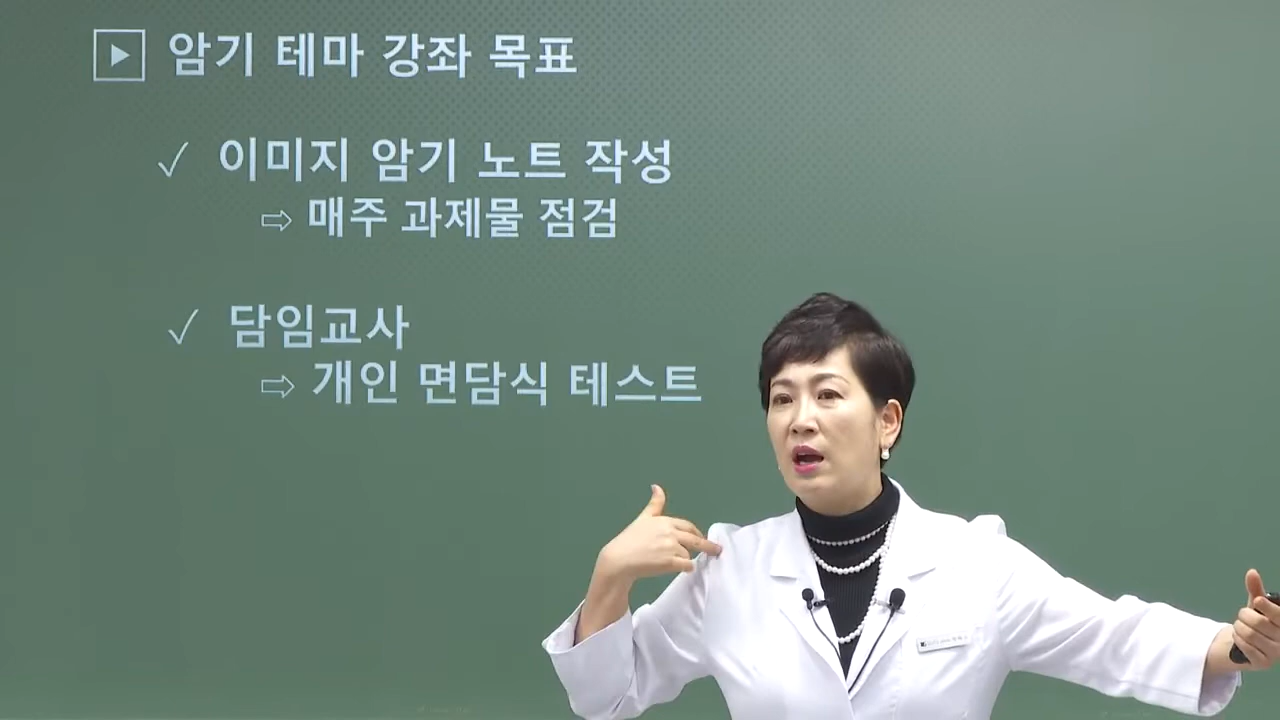 암기 테마 강좌 목표
✓ 이미지 암기 노트 작성
⇨ 매주 과제물 점검
✓ 담임교사
⇨ 개인 면담식 테스트